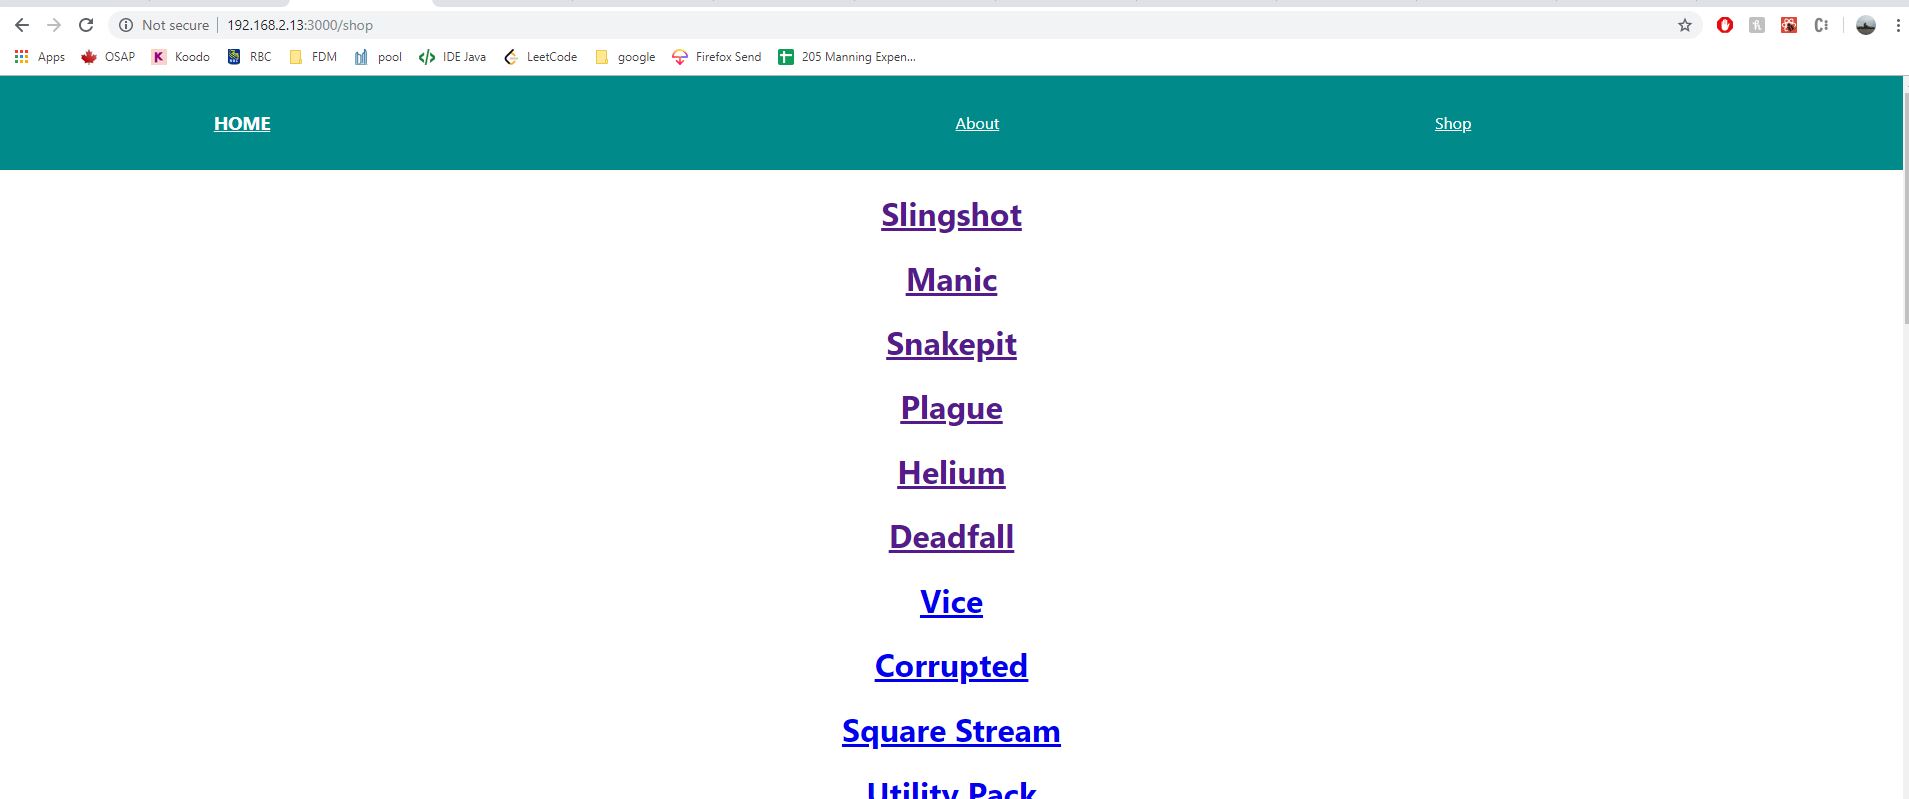 Not secure 192.168.2.13:3000/shop
Apps OSAP Koodo RBC FDM pool IDE Java LeetCode google Firefox Send 205 Manning Expen...
HOME About Shop
Slingshot
Manic
Snakepit
Plague
Helium
Deadfall
Vice
Corrupted
Square Stream
Utility Pack